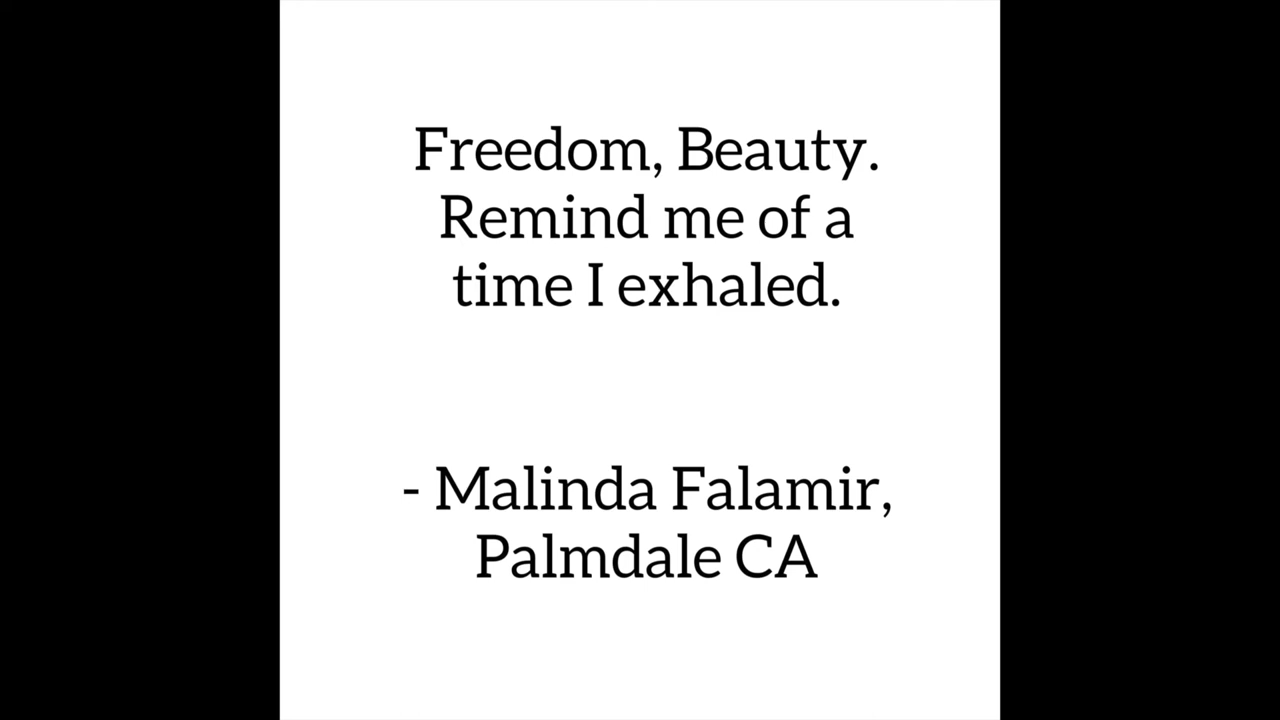 Freedom, Beauty.
Remind me of a
time I exhaled.
- Malinda Falamir,
Palmdale CA